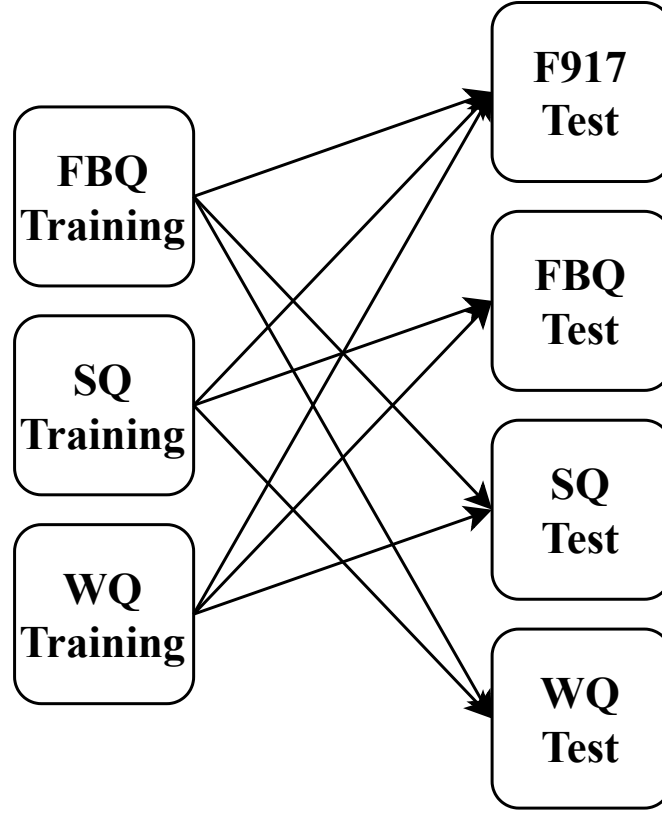 FBQ
Training
SQ
Training
WQ
Training
F917
Test
FBQ
Test
SQ
Test
WQ
Test